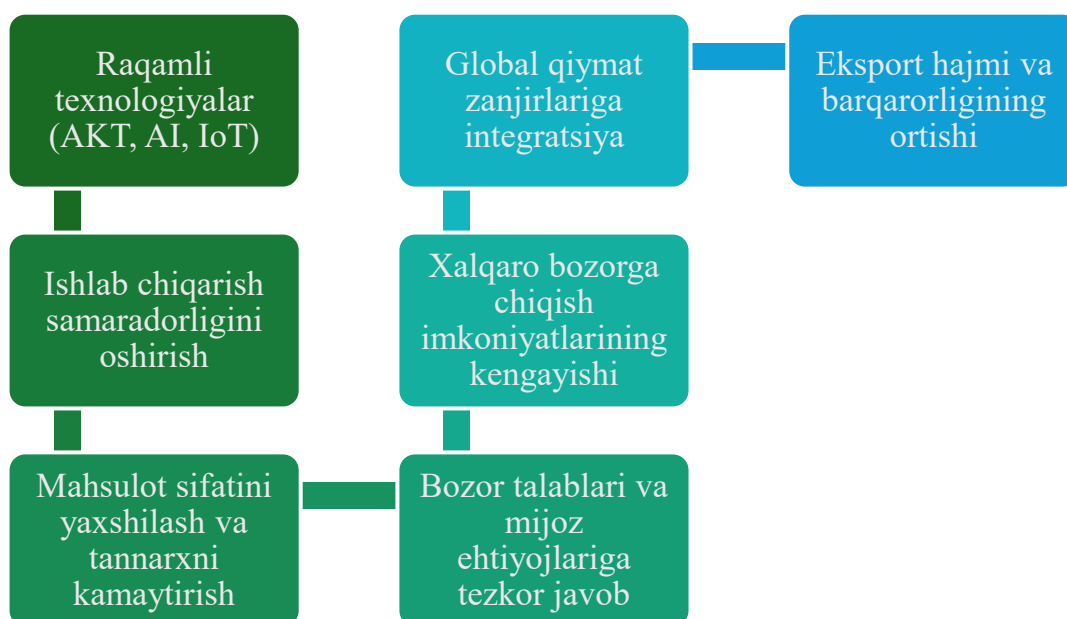 Raqamli
texnologiyalar
(AKT, AI, IoT)
Ishlab chiqarish
samaradorligini
oshirish
Mahsulot sifatini
yaxshilash va
tannarxni
kamaytirish
Bozor talablari va
mijoz
ehtiyojlariga
tezkor javob
Xalqaro bozorga
chiqish
imkoniyatlarining
kengayishi
Global qiymat
zanjirlariga
integratsiya
Eksport hajmi va
barqarorligining
ortishi